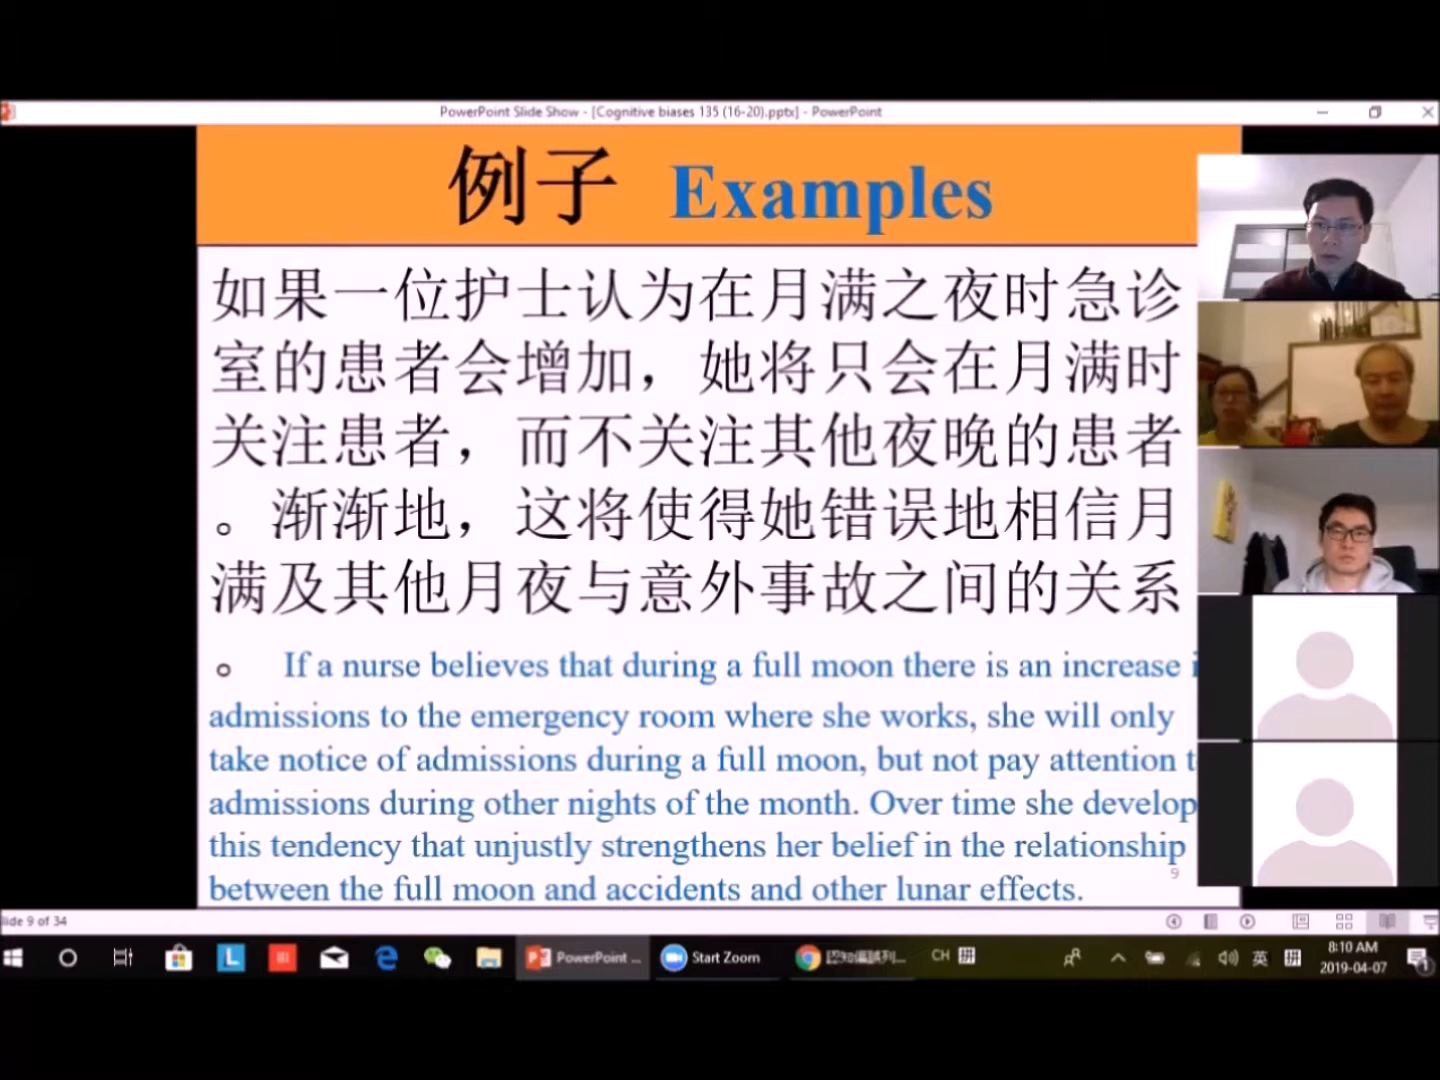 PowerPoint Slide Show - [Cognitive biases 135 (16-20).pptx] - PowerPoint
例子 Examples
如果一位护士认为在月满之夜时急诊
室的患者会增加，她将只会在月满时
关注患者，而不关注其他夜晚的患者
。渐渐地，这将使得她错误地相信月
满及其他月夜与意外事故之间的关系
。 If a nurse believes that during a full moon there is an increase
admissions to the emergency room where she works, she will only
take notice of admissions during a full moon, but not pay attention
admissions during other nights of the month. Over time she develop
this tendency that unjustly strengthens her belief in the relationship
between the full moon and accidents and other lunar effects.
9
lide 9 of 34
PowerPoint ...
Start Zoom
CH 拼
英 拼
8:10 AM
2019-04-07